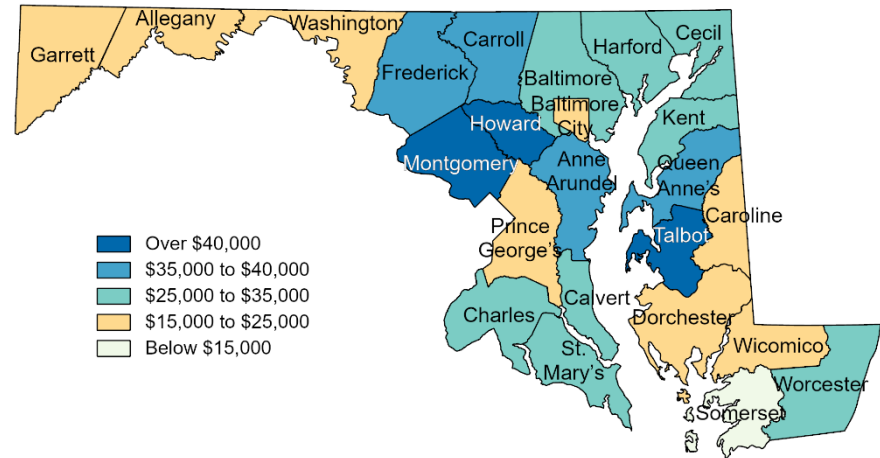 Garrett
Allegany
Washington
Frederick
Carroll
Baltimore
Harford
Cecil
Baltimore
City
Howard
Montgomery
Kent
Anne
Arundel
Queen
Anne's
Prince
George's
Talbot
Caroline
Charles
Calvert
St.
Mary's
Dorchester
Wicomico
Somerset
Worcester
Over $40,000
$35,000 to $40,000
$25,000 to $35,000
$15,000 to $25,000
Below $15,000